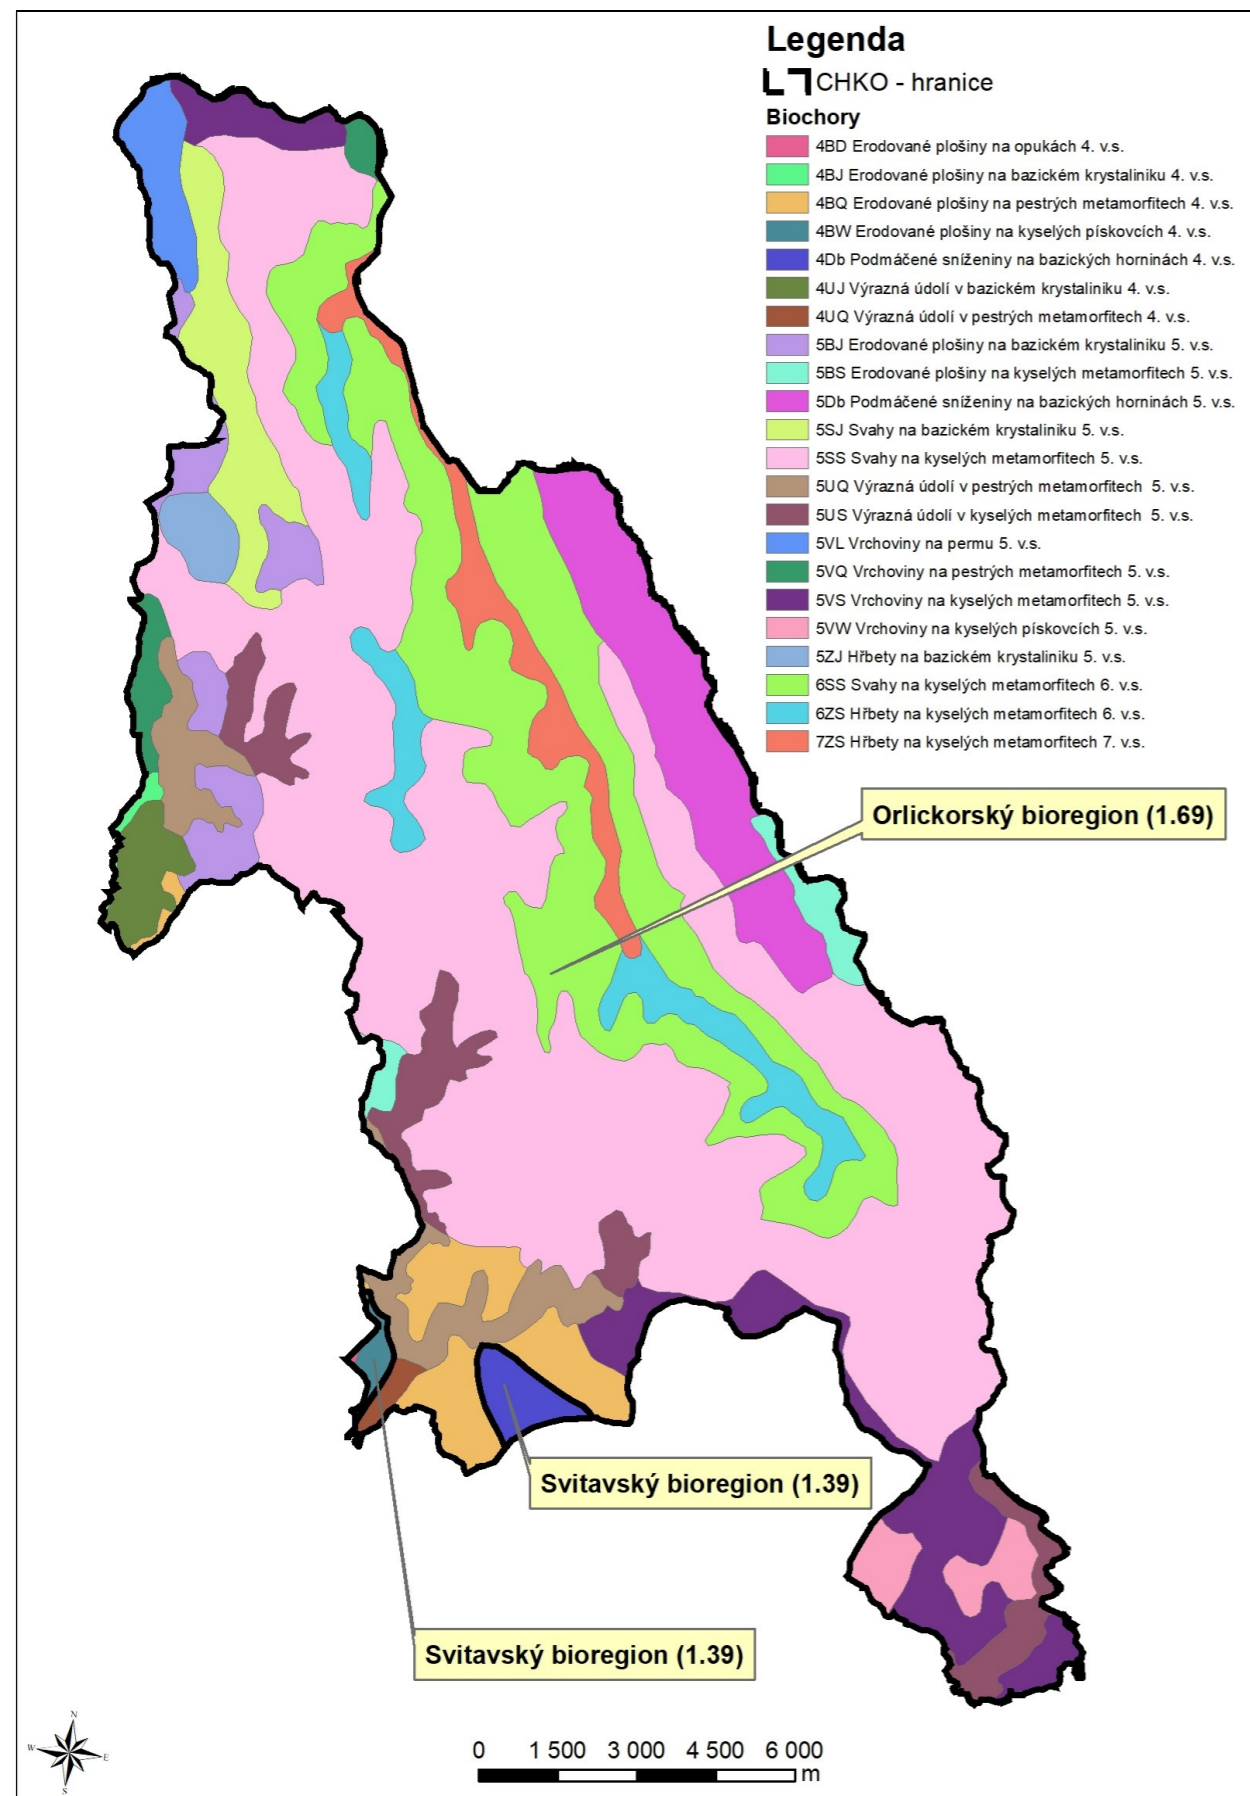 Legenda
CHKO - hranice
Biochory
4BD Erodované plošiny na opukách 4. v.s.
4BJ Erodované plošiny na bazickém krystaliniku 4. v.s.
4BQ Erodované plošiny na pestrých metamorfitech 4. v.s.
4BW Erodované plošiny na kyselých pískovcích 4. v.s.
4Db Podmáčené sníženiny na bazických horninách 4. v.s.
4UJ Výrazná údolí v bazickém krystaliniku 4. v.s.
4UQ Výrazná údolí v pestrých metamorfitech 4. v.s.
5BJ Erodované plošiny na bazickém krystaliniku 5. v.s.
5BS Erodované plošiny na kyselých metamorfitech 5. v.s.
5Db Podmáčené sníženiny na bazických horninách 5. v.s.
5SJ Svahy na bazickém krystaliniku 5. v.s.
5SS Svahy na kyselých metamorfitech 5. v.s.
5UQ Výrazná údolí v pestrých metamorfitech 5. v.s.
5US Výrazná údolí v kyselých metamorfitech 5. v.s.
5VL Vrchoviny na permu 5. v.s.
5VQ Vrchoviny na pestrých metamorfitech 5. v.s.
5VS Vrchoviny na kyselých metamorfitech 5. v.s.
5VW Vrchoviny na kyselých pískovcích 5. v.s.
5ZJ Hřbety na bazickém krystaliniku 5. v.s.
6SS Svahy na kyselých metamorfitech 6. v.s.
6ZS Hřbety na kyselých metamorfitech 6. v.s.
7ZS Hřbety na kyselých metamorfitech 7. v.s.
Orlickorský bioregion (1.69)
Svitavský bioregion (1.39)
Svitavský bioregion (1.39)
N
W E
S
0 1 500 3 000 4 500 6 000
m